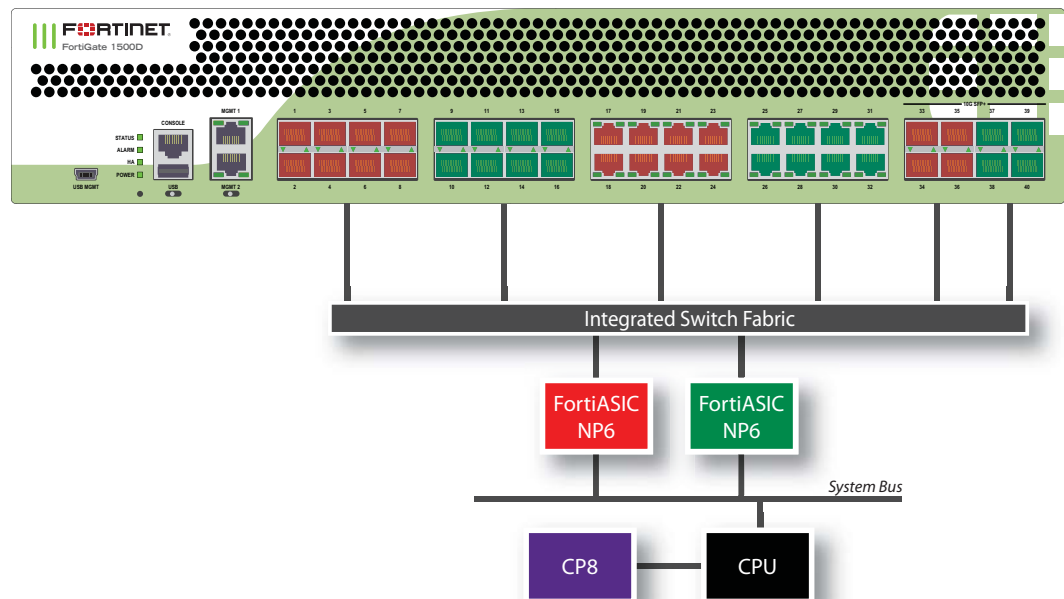 FORTINET
FortiGate 1500D
STATUS
ALARM
HA
POWER
USB MGMT
CONSOLE
USB
MGMT 1
MGMT 2
1 3 5 7
2 4 6 8
9 11 13 15
10 12 14 16
17 19 21 23
18 20 22 24
25 27 29 31
26 28 30 32
10G SFP+
33 35 37 39
34 36 38 40
Integrated Switch Fabric
FortiASIC
NP6
FortiASIC
NP6
System Bus
CP8
CPU